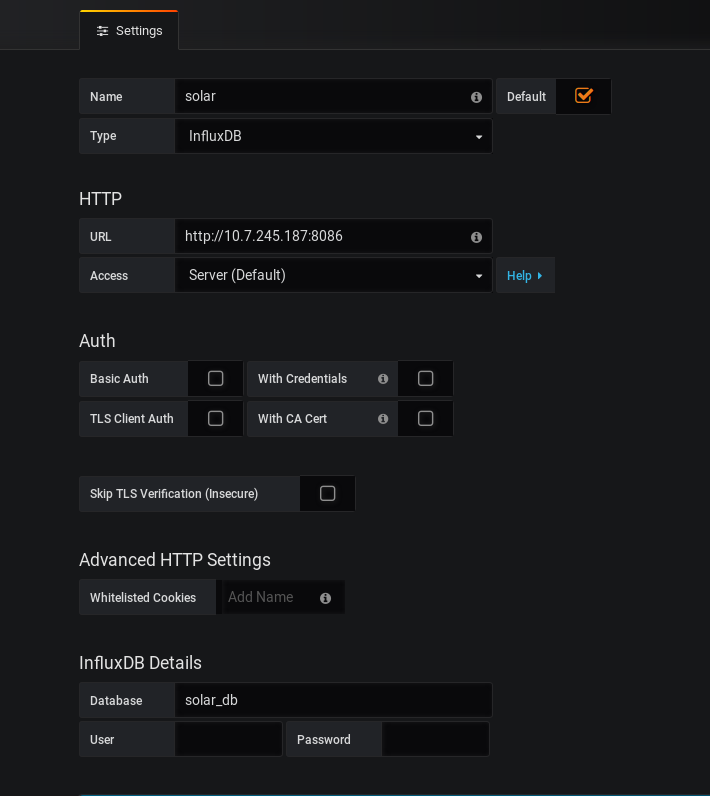 Settings
Name solar Default
Type InfluxDB
HTTP
URL http://10.7.245.187:8086
Access Server (Default) Help
Auth
Basic Auth With Credentials
TLS Client Auth With CA Cert
Skip TLS Verification (Insecure)
Advanced HTTP Settings
Whitelisted Cookies Add Name
InfluxDB Details
Database solar_db
User Password